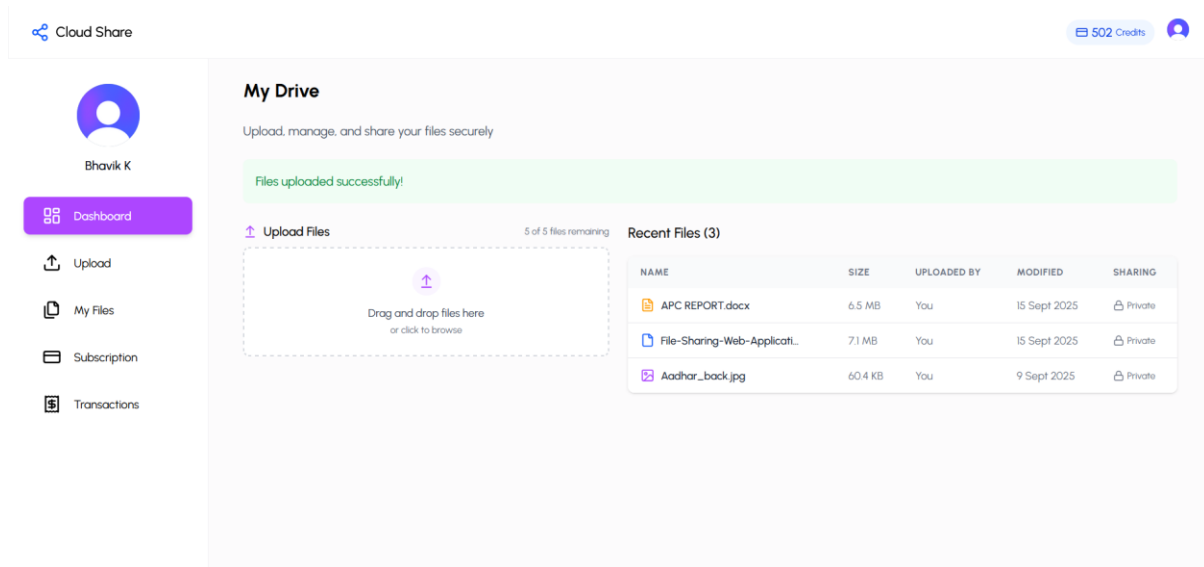 Cloud Share
502 Credits
Bhavik K
Dashboard
Upload
My Files
Subscription
Transactions
My Drive
Upload, manage, and share your files securely
Files uploaded successfully!
Upload Files
5 of 5 files remaining
Drag and drop files here
or click to browse
Recent Files (3)
NAME SIZE UPLOADED BY MODIFIED SHARING
APC REPORT.docx 6.5 MB You 15 Sept 2025 Private
File-Sharing-Web-Applicati... 7.1 MB You 15 Sept 2025 Private
Aadhar_back.jpg 60.4 KB You 9 Sept 2025 Private